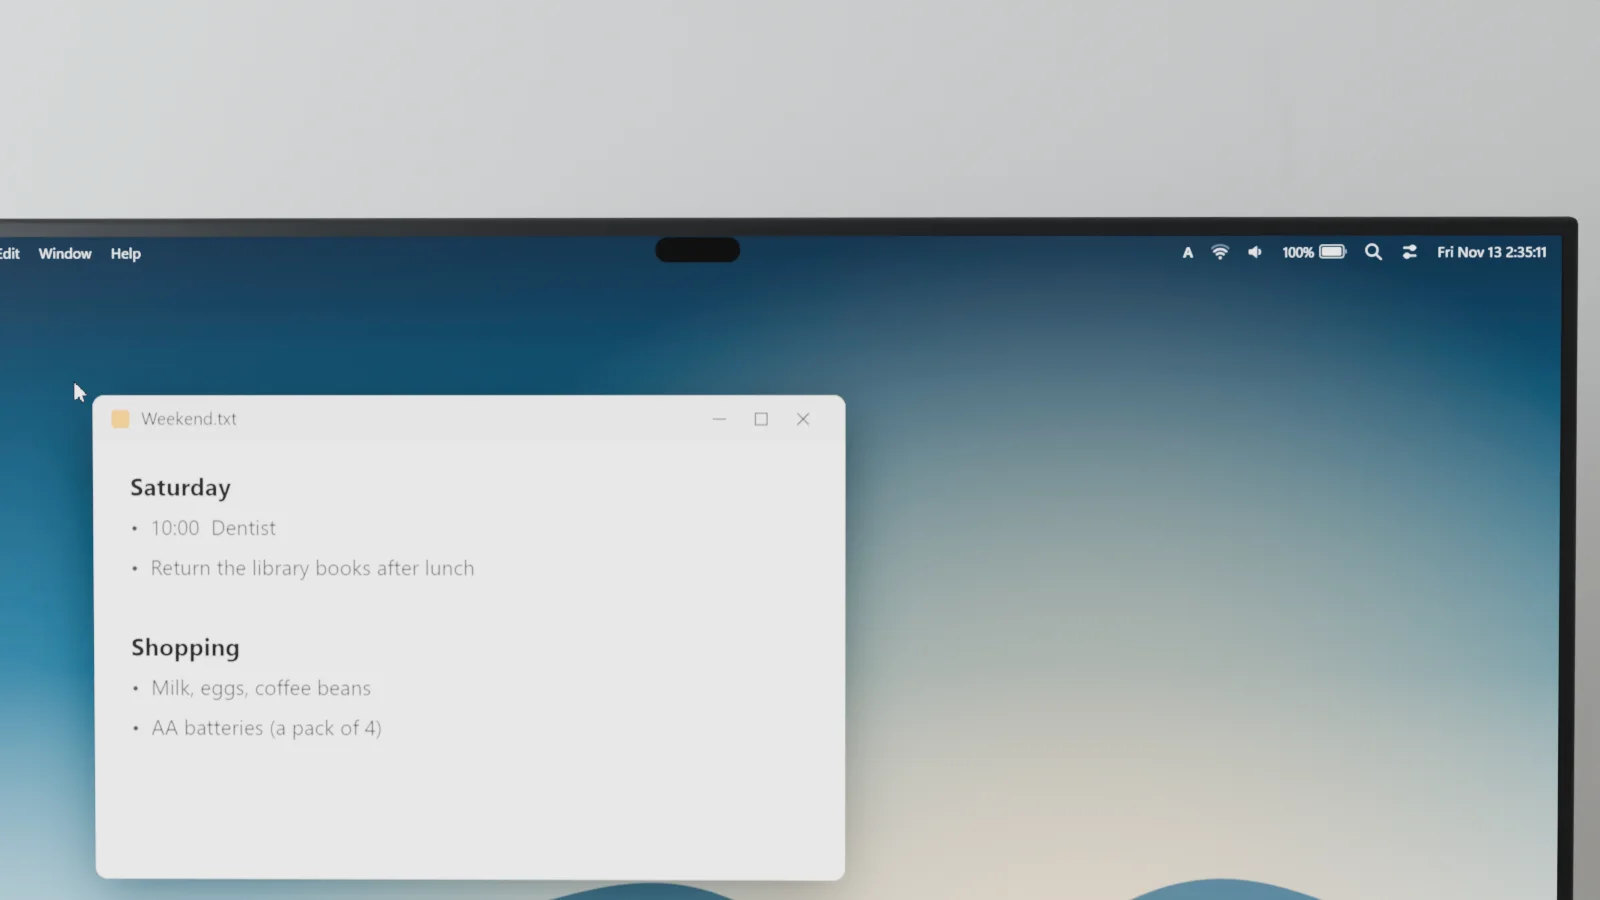 Edit Window Help
A 100% Fri Nov 13 2:35:11
Weekend.txt
Saturday
• 10:00 Dentist
• Return the library books after lunch
Shopping
• Milk, eggs, coffee beans
• AA batteries (a pack of 4)